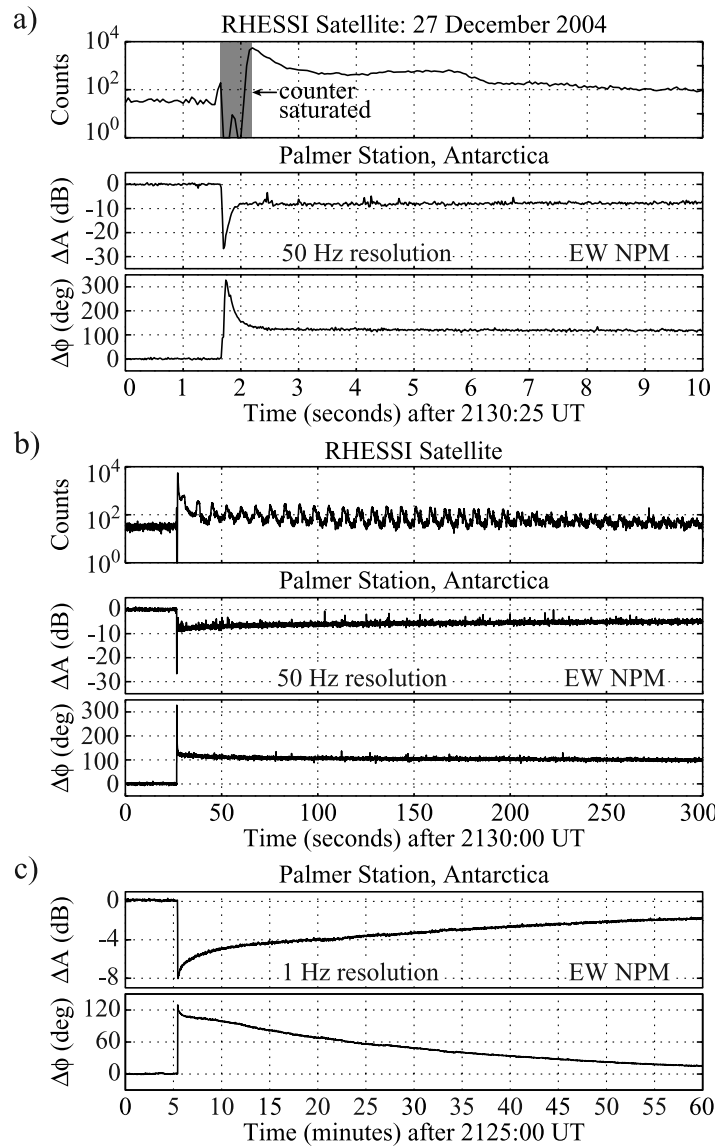 a)
RHESSI Satellite: 27 December 2004
Counts
10^4
10^2
10^0
counter
saturated
Palmer Station, Antarctica
ΔA (dB)
0
-10
-20
-30
50 Hz resolution
EW NPM
Δϕ (deg)
300
200
100
0
0 1 2 3 4 5 6 7 8 9 10
Time (seconds) after 2130:25 UT
b)
RHESSI Satellite
Counts
10^4
10^2
10^0
Palmer Station, Antarctica
ΔA (dB)
0
-10
-20
-30
50 Hz resolution
EW NPM
Δϕ (deg)
300
200
100
0
0 50 100 150 200 250 300
Time (seconds) after 2130:00 UT
c)
Palmer Station, Antarctica
ΔA (dB)
0
-4
-8
1 Hz resolution
EW NPM
Δϕ (deg)
120
60
0
0 5 10 15 20 25 30 35 40 45 50 55 60
Time (minutes) after 2125:00 UT